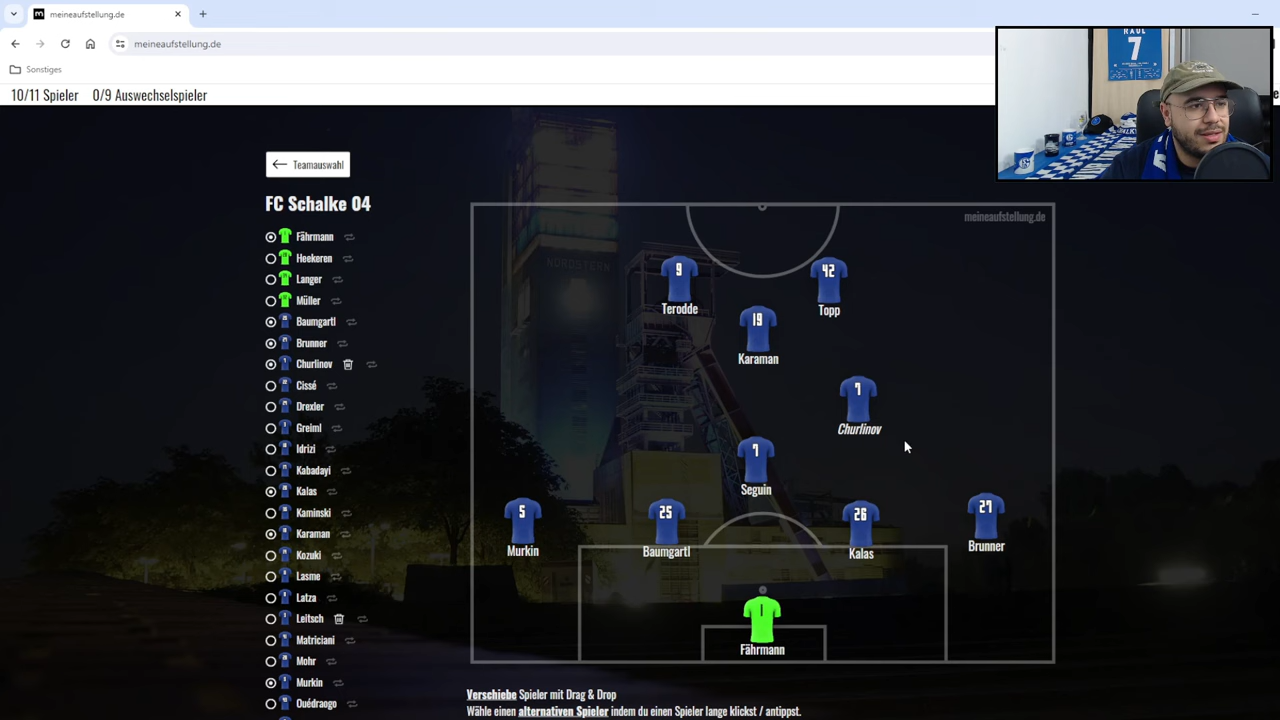 meineaufstellung.de
meineaufstellung.de
Sonstiges
10/11 Spieler 0/9 Auswechselspieler
RAÚL
7
Teamauswahl
FC Schalke 04
Fährmann
Heekeren
Langer
Müller
Baumgartl
Brunner
Churlinov
Cissé
Drexler
Greiml
Idrizi
Kabadayi
Kalas
Kaminski
Karaman
Kozuki
Lasme
Latza
Leitsch
Matriciani
Mohr
Murkin
Ouédraogo
meineaufstellung.de
NORDSTERN
9
Terodde
42
Topp
19
Karaman
7
Churlinov
7
Seguin
5
Murkin
25
Baumgartl
26
Kalas
27
Brunner
1
Fährmann
Verschiebe Spieler mit Drag & Drop
Wähle einen alternativen Spieler indem du einen Spieler lange klickst / antippst.